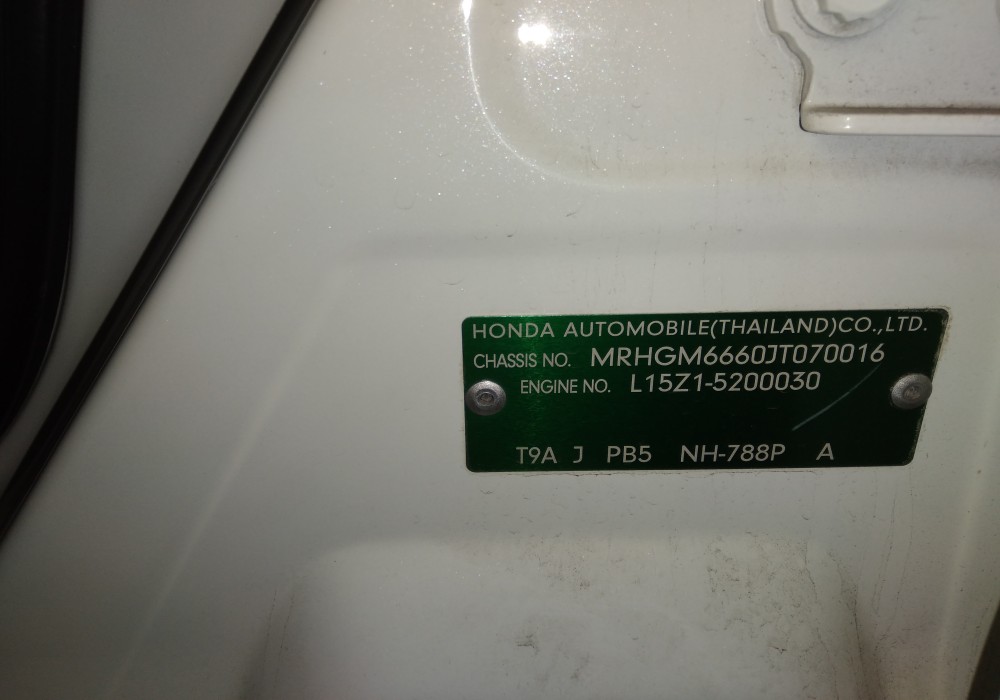 HONDA AUTOMOBILE(THAILAND)CO.,LTD.
CHASSIS NO. MRHGM6660JT070016
ENGINE NO. L15Z1-5200030
T9A J PB5 NH-788P A